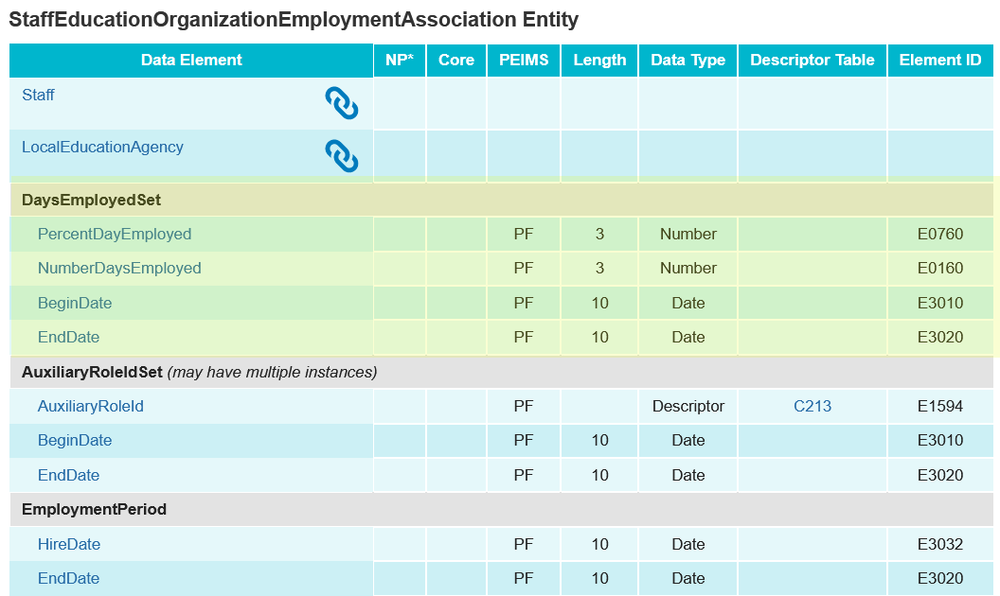 StaffEducationOrganizationEmploymentAssociation Entity
Data Element NP* Core PEIMS Length Data Type Descriptor Table Element ID
Staff
LocalEducationAgency
DaysEmployedSet
PercentDayEmployed PF 3 Number E0760
NumberDaysEmployed PF 3 Number E0160
BeginDate PF 10 Date E3010
EndDate PF 10 Date E3020
AuxiliaryRoleIdSet (may have multiple instances)
AuxiliaryRoleId PF Descriptor C213 E1594
BeginDate PF 10 Date E3010
EndDate PF 10 Date E3020
EmploymentPeriod
HireDate PF 10 Date E3032
EndDate PF 10 Date E3020